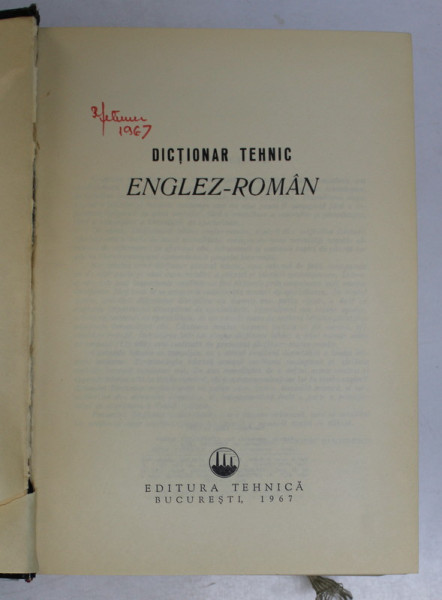 1967
DICȚIONAR TEHNIC
ENGLEZ-ROMÂN
EDITURA TEHNICĂ
BUCUREȘTI, 1967